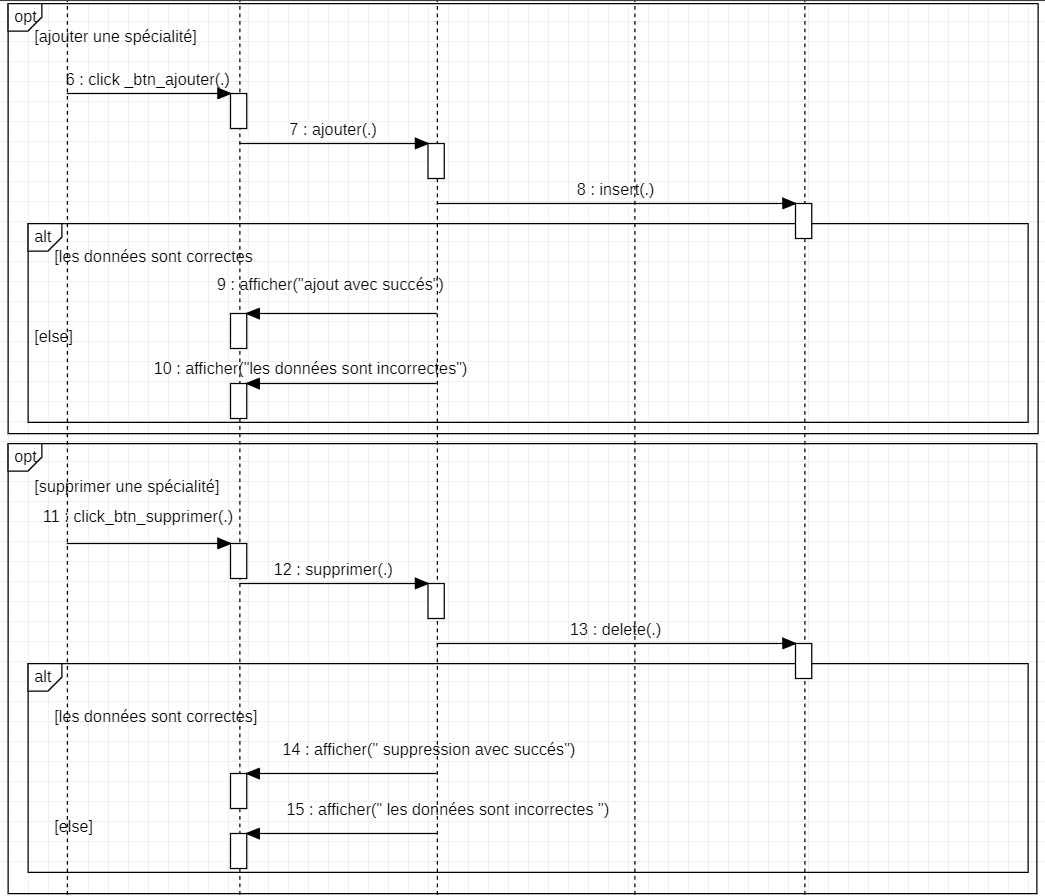 opt
[ajouter une spécialité]
6 : click _btn_ajouter(.)
7 : ajouter(.)
8 : insert(.)
alt
[les données sont correctes
9 : afficher("ajout avec succés")
[else]
10 : afficher("les données sont incorrectes")
opt
[supprimer une spécialité]
11 : click_btn_supprimer(.)
12 : supprimer(.)
13 : delete(.)
alt
[les données sont correctes]
14 : afficher(" suppression avec succés")
15 : afficher(" les données sont incorrectes ")
[else]